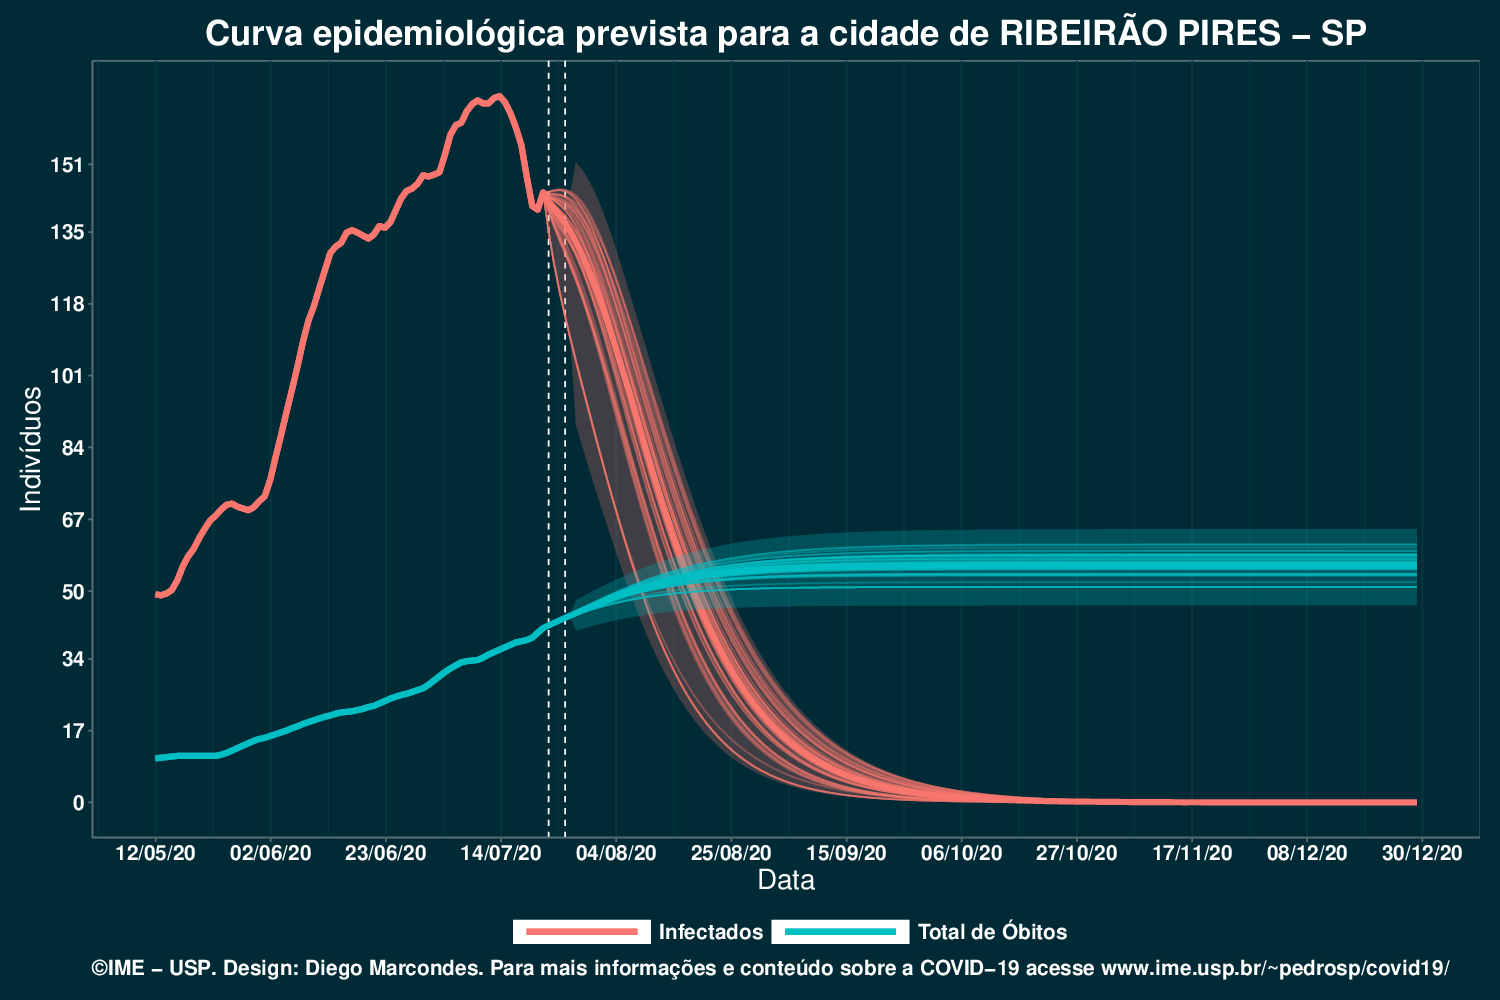 Curva epidemiológica prevista para a cidade de RIBEIRÃO PIRES – SP
Indivíduos
151
135
118
101
84
67
50
34
17
0
12/05/20 02/06/20 23/06/20 14/07/20 04/08/20 25/08/20 15/09/20 06/10/20 27/10/20 17/11/20 08/12/20 30/12/20
Data
Infectados Total de Óbitos
©IME – USP. Design: Diego Marcondes. Para mais informações e conteúdo sobre a COVID–19 acesse www.ime.usp.br/~pedrosp/covid19/